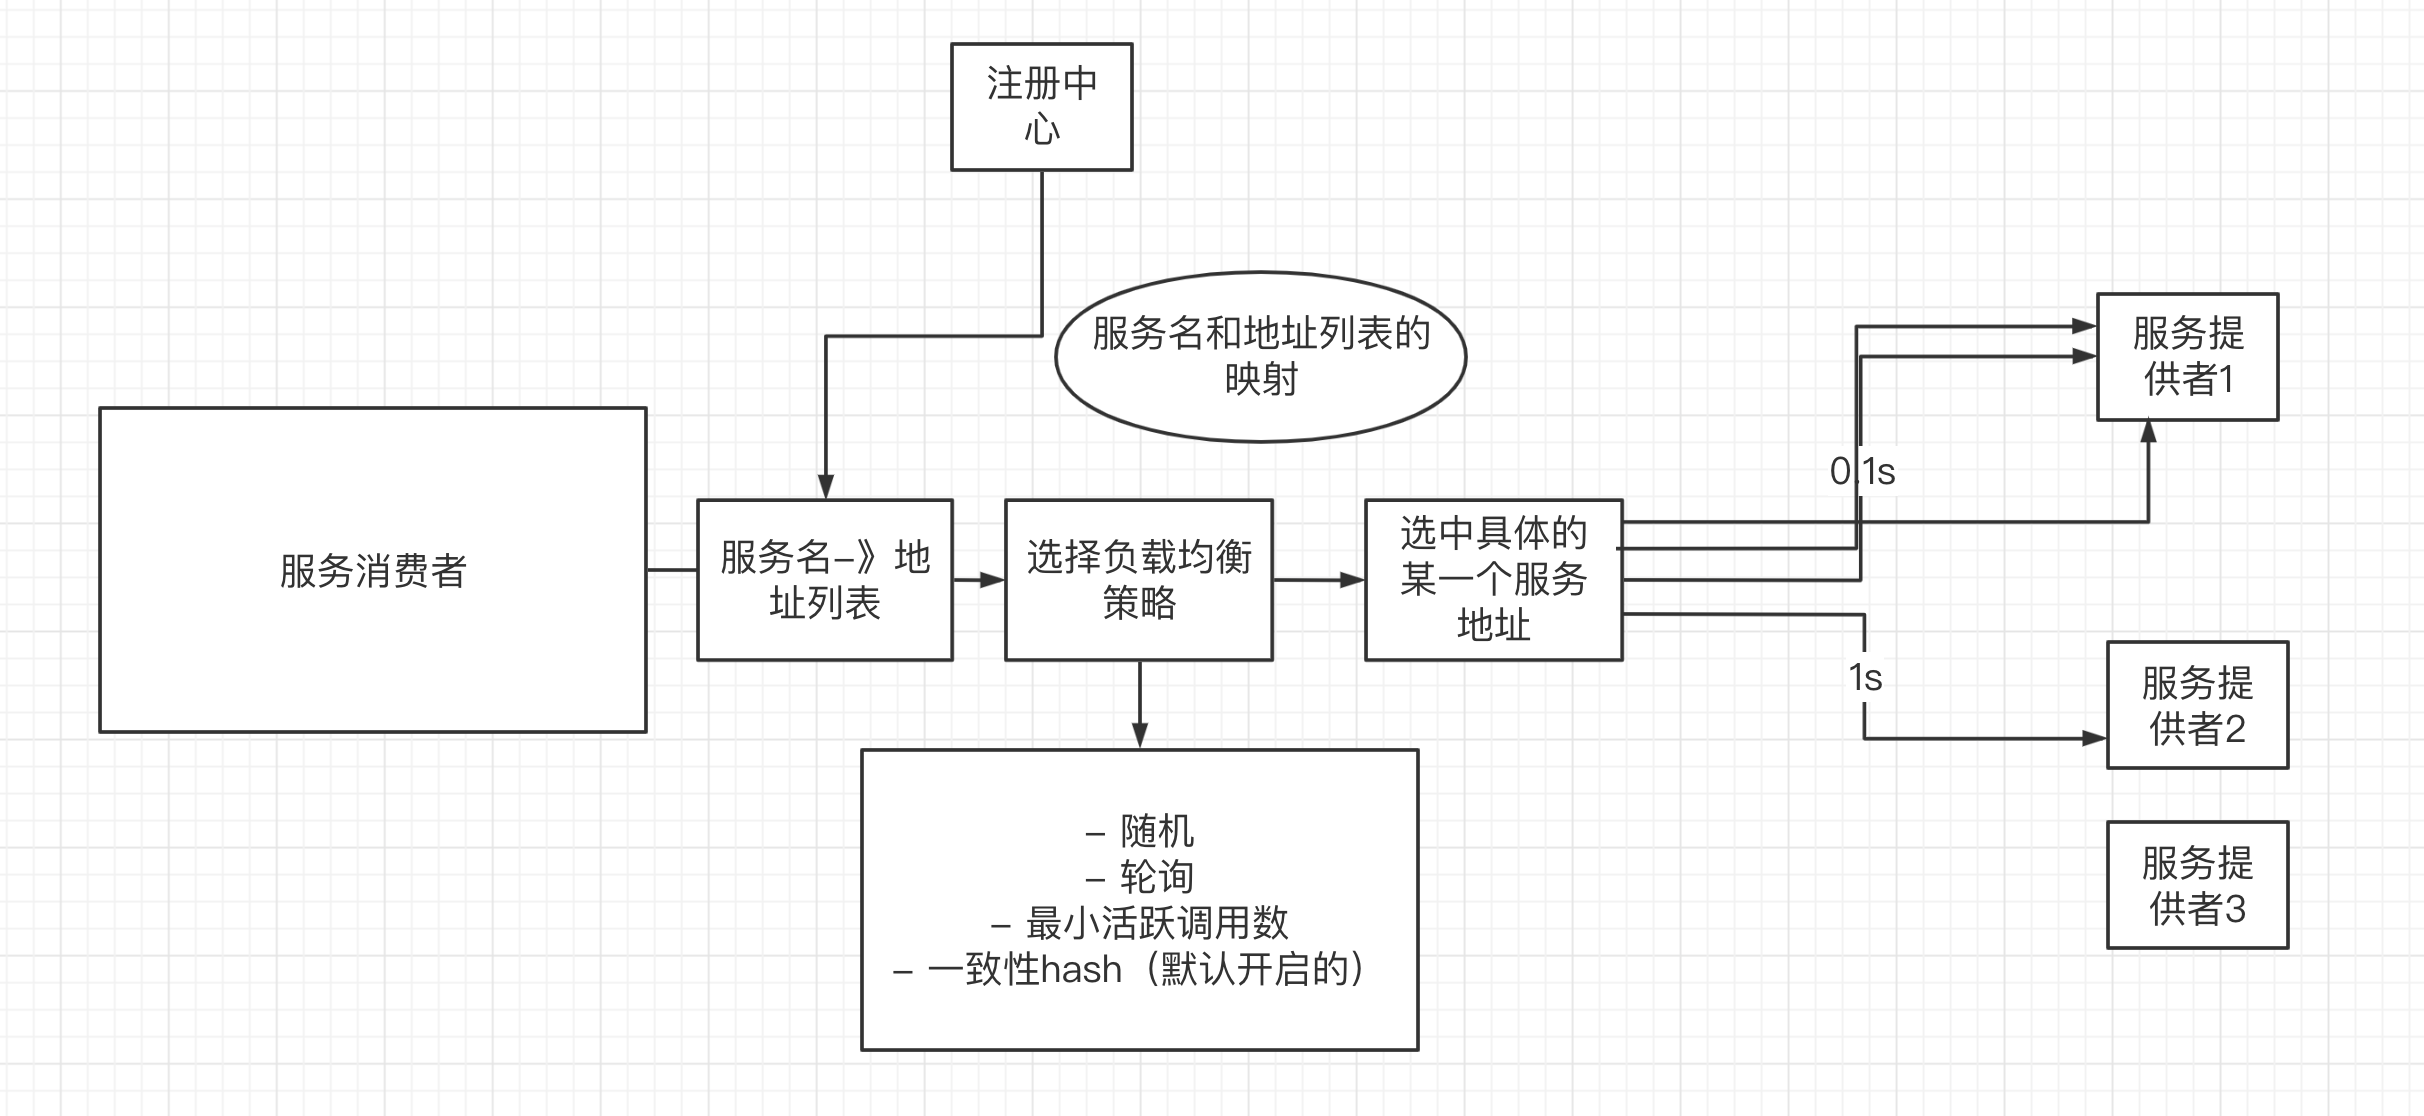 注册中
心
服务名和地址列表的
映射
服务提
供者1
0.1s
服务消费者
服务名–》地
址列表
选择负载均衡
策略
选中具体的
某一个服务
地址
1s
服务提
供者2
– 随机
– 轮询
– 最小活跃调用数
– 一致性hash（默认开启的）
服务提
供者3